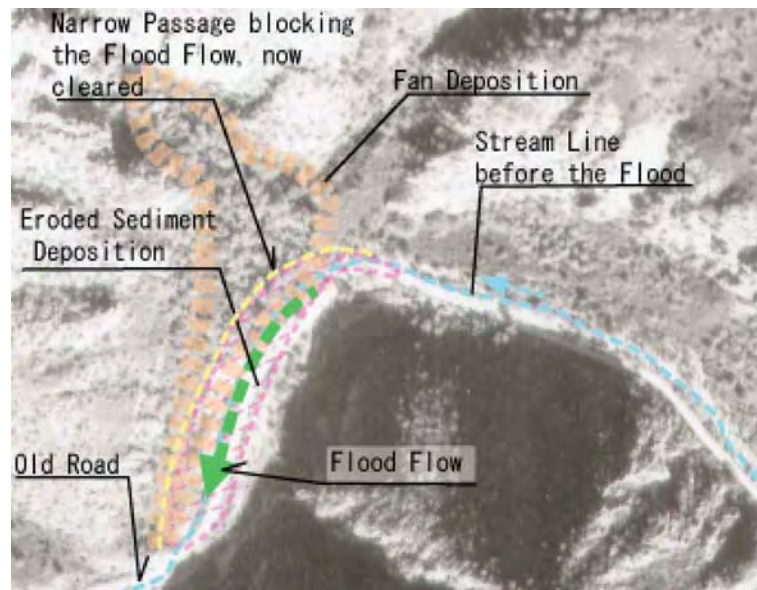 Narrow Passage blocking
the Flood Flow, now
cleared
Fan Deposition
Stream Line
before the Flood
Eroded Sediment
Deposition
Old Road
Flood Flow